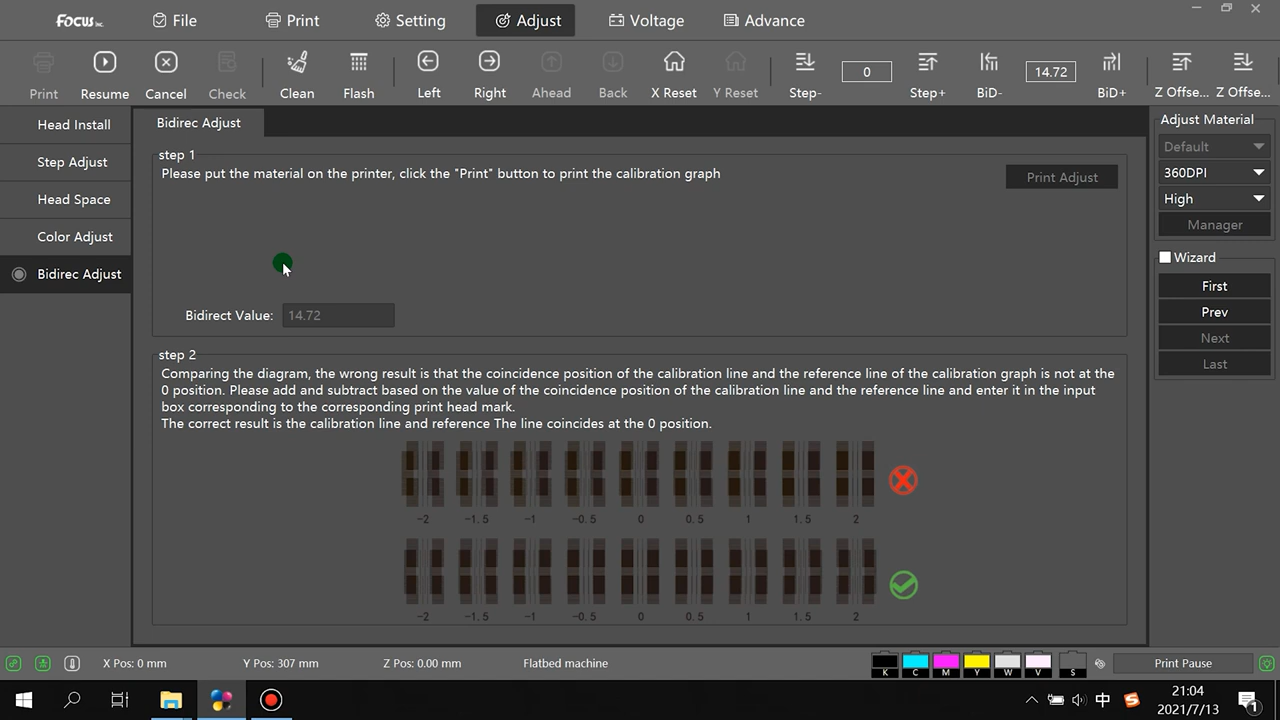 Focus Inc. File Print Setting Adjust Voltage Advance
Print Resume Cancel Check Clean Flash Left Right Ahead Back X Reset Y Reset Step- 0 Step+ BiD- 14.72 BiD+ Z Offse... Z Offse...
Head Install
Step Adjust
Head Space
Color Adjust
Bidirec Adjust
Bidirec Adjust
step 1
Please put the material on the printer, click the "Print" button to print the calibration graph
Print Adjust
Bidirect Value: 14.72
step 2
Comparing the diagram, the wrong result is that the coincidence position of the calibration line and the reference line of the calibration graph is not at the
0 position. Please add and subtract based on the value of the coincidence position of the calibration line and the reference line and enter it in the input
box corresponding to the corresponding print head mark.
The correct result is the calibration line and reference The line coincides at the 0 position.
-2 -1.5 -1 -0.5 0 0.5 1 1.5 2
-2 -1.5 -1 -0.5 0 0.5 1 1.5 2
Adjust Material
Default
360DPI
High
Manager
Wizard
First
Prev
Next
Last
X Pos: 0 mm Y Pos: 307 mm Z Pos: 0.00 mm Flatbed machine K C M Y W V S Print Pause
中 S 21:04
2021/7/13 1